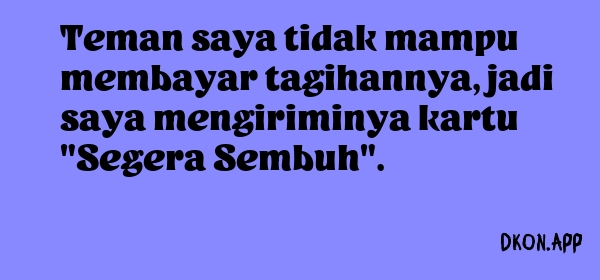 Teman saya tidak mampu
membayar tagihannya, jadi
saya mengiriminya kartu
"Segera Sembuh".
DKON.APP